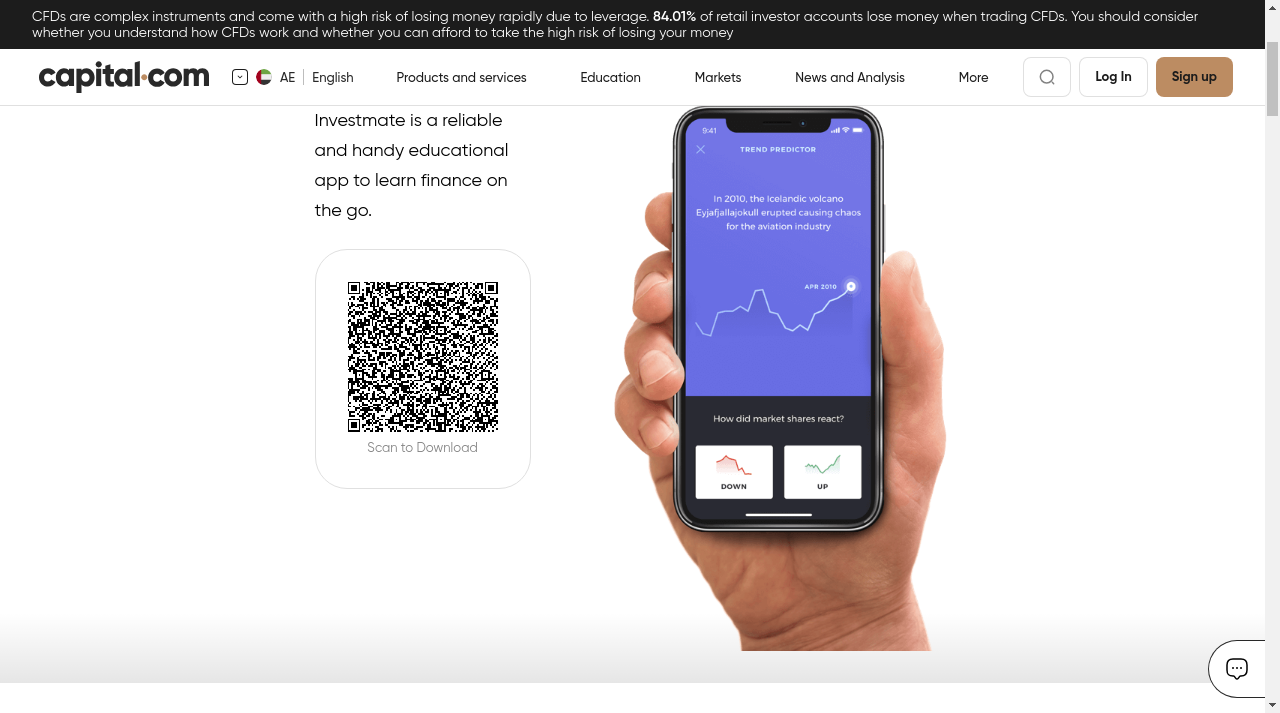 CFDs are complex instruments and come with a high risk of losing money rapidly due to leverage. 84.01% of retail investor accounts lose money when trading CFDs. You should consider
whether you understand how CFDs work and whether you can afford to take the high risk of losing your money
capital.com
AE English
Products and services
Education
Markets
News and Analysis
More
Log In
Sign up
Investmate is a reliable
and handy educational
app to learn finance on
the go.
Scan to Download
9:41
TREND PREDICTOR
In 2010, the Icelandic volcano
Eyjafjallajokull erupted causing chaos
for the aviation industry
APR 2010
How did market shares react?
DOWN
UP